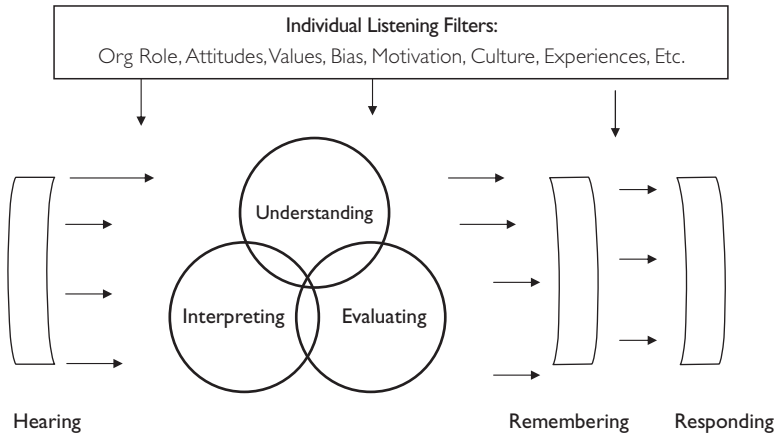 Individual Listening Filters:
Org Role, Attitudes, Values, Bias, Motivation, Culture, Experiences, Etc.
Understanding
Interpreting
Evaluating
Hearing
Remembering
Responding